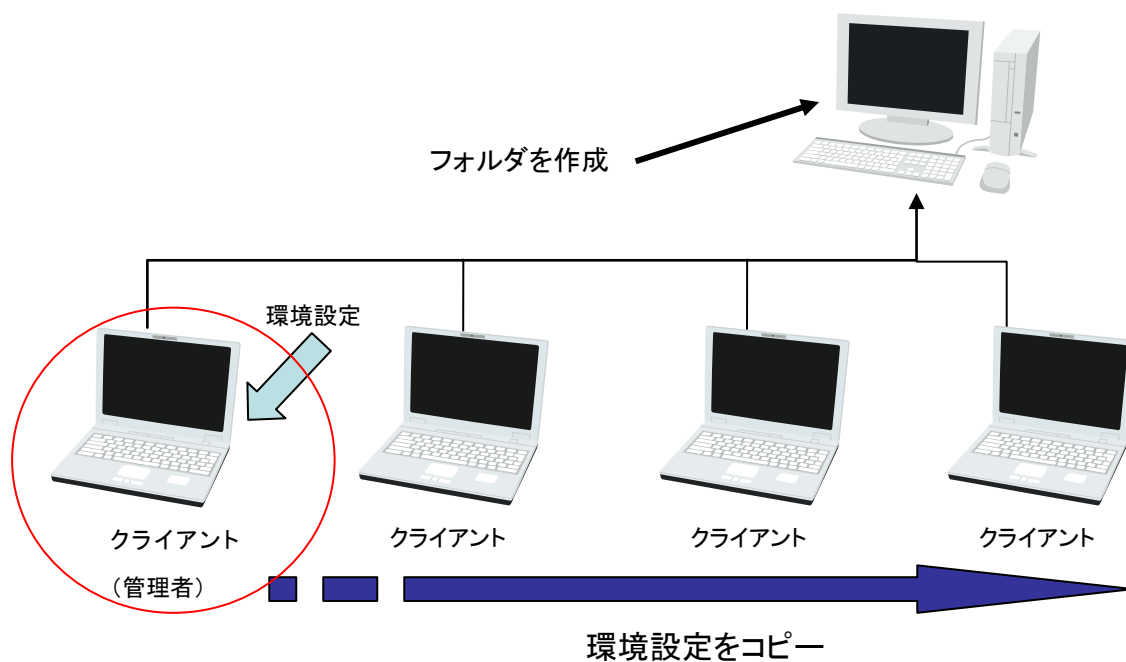 フォルダを作成
環境設定
クライアント
クライアント
クライアント
クライアント
（管理者）
環境設定をコピー